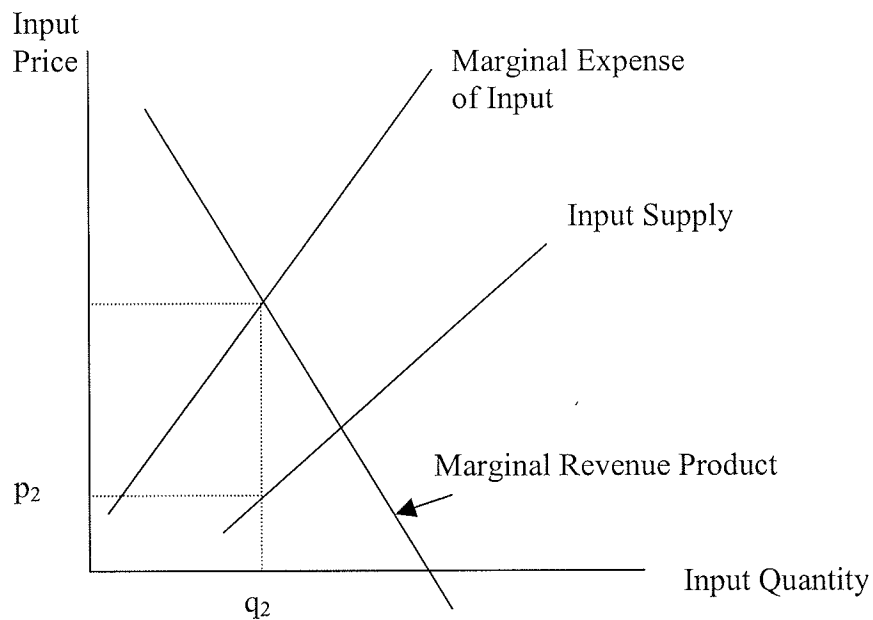 Input
Price
Marginal Expense
of Input
Input Supply
Marginal Revenue Product
p₂
Input Quantity
q₂